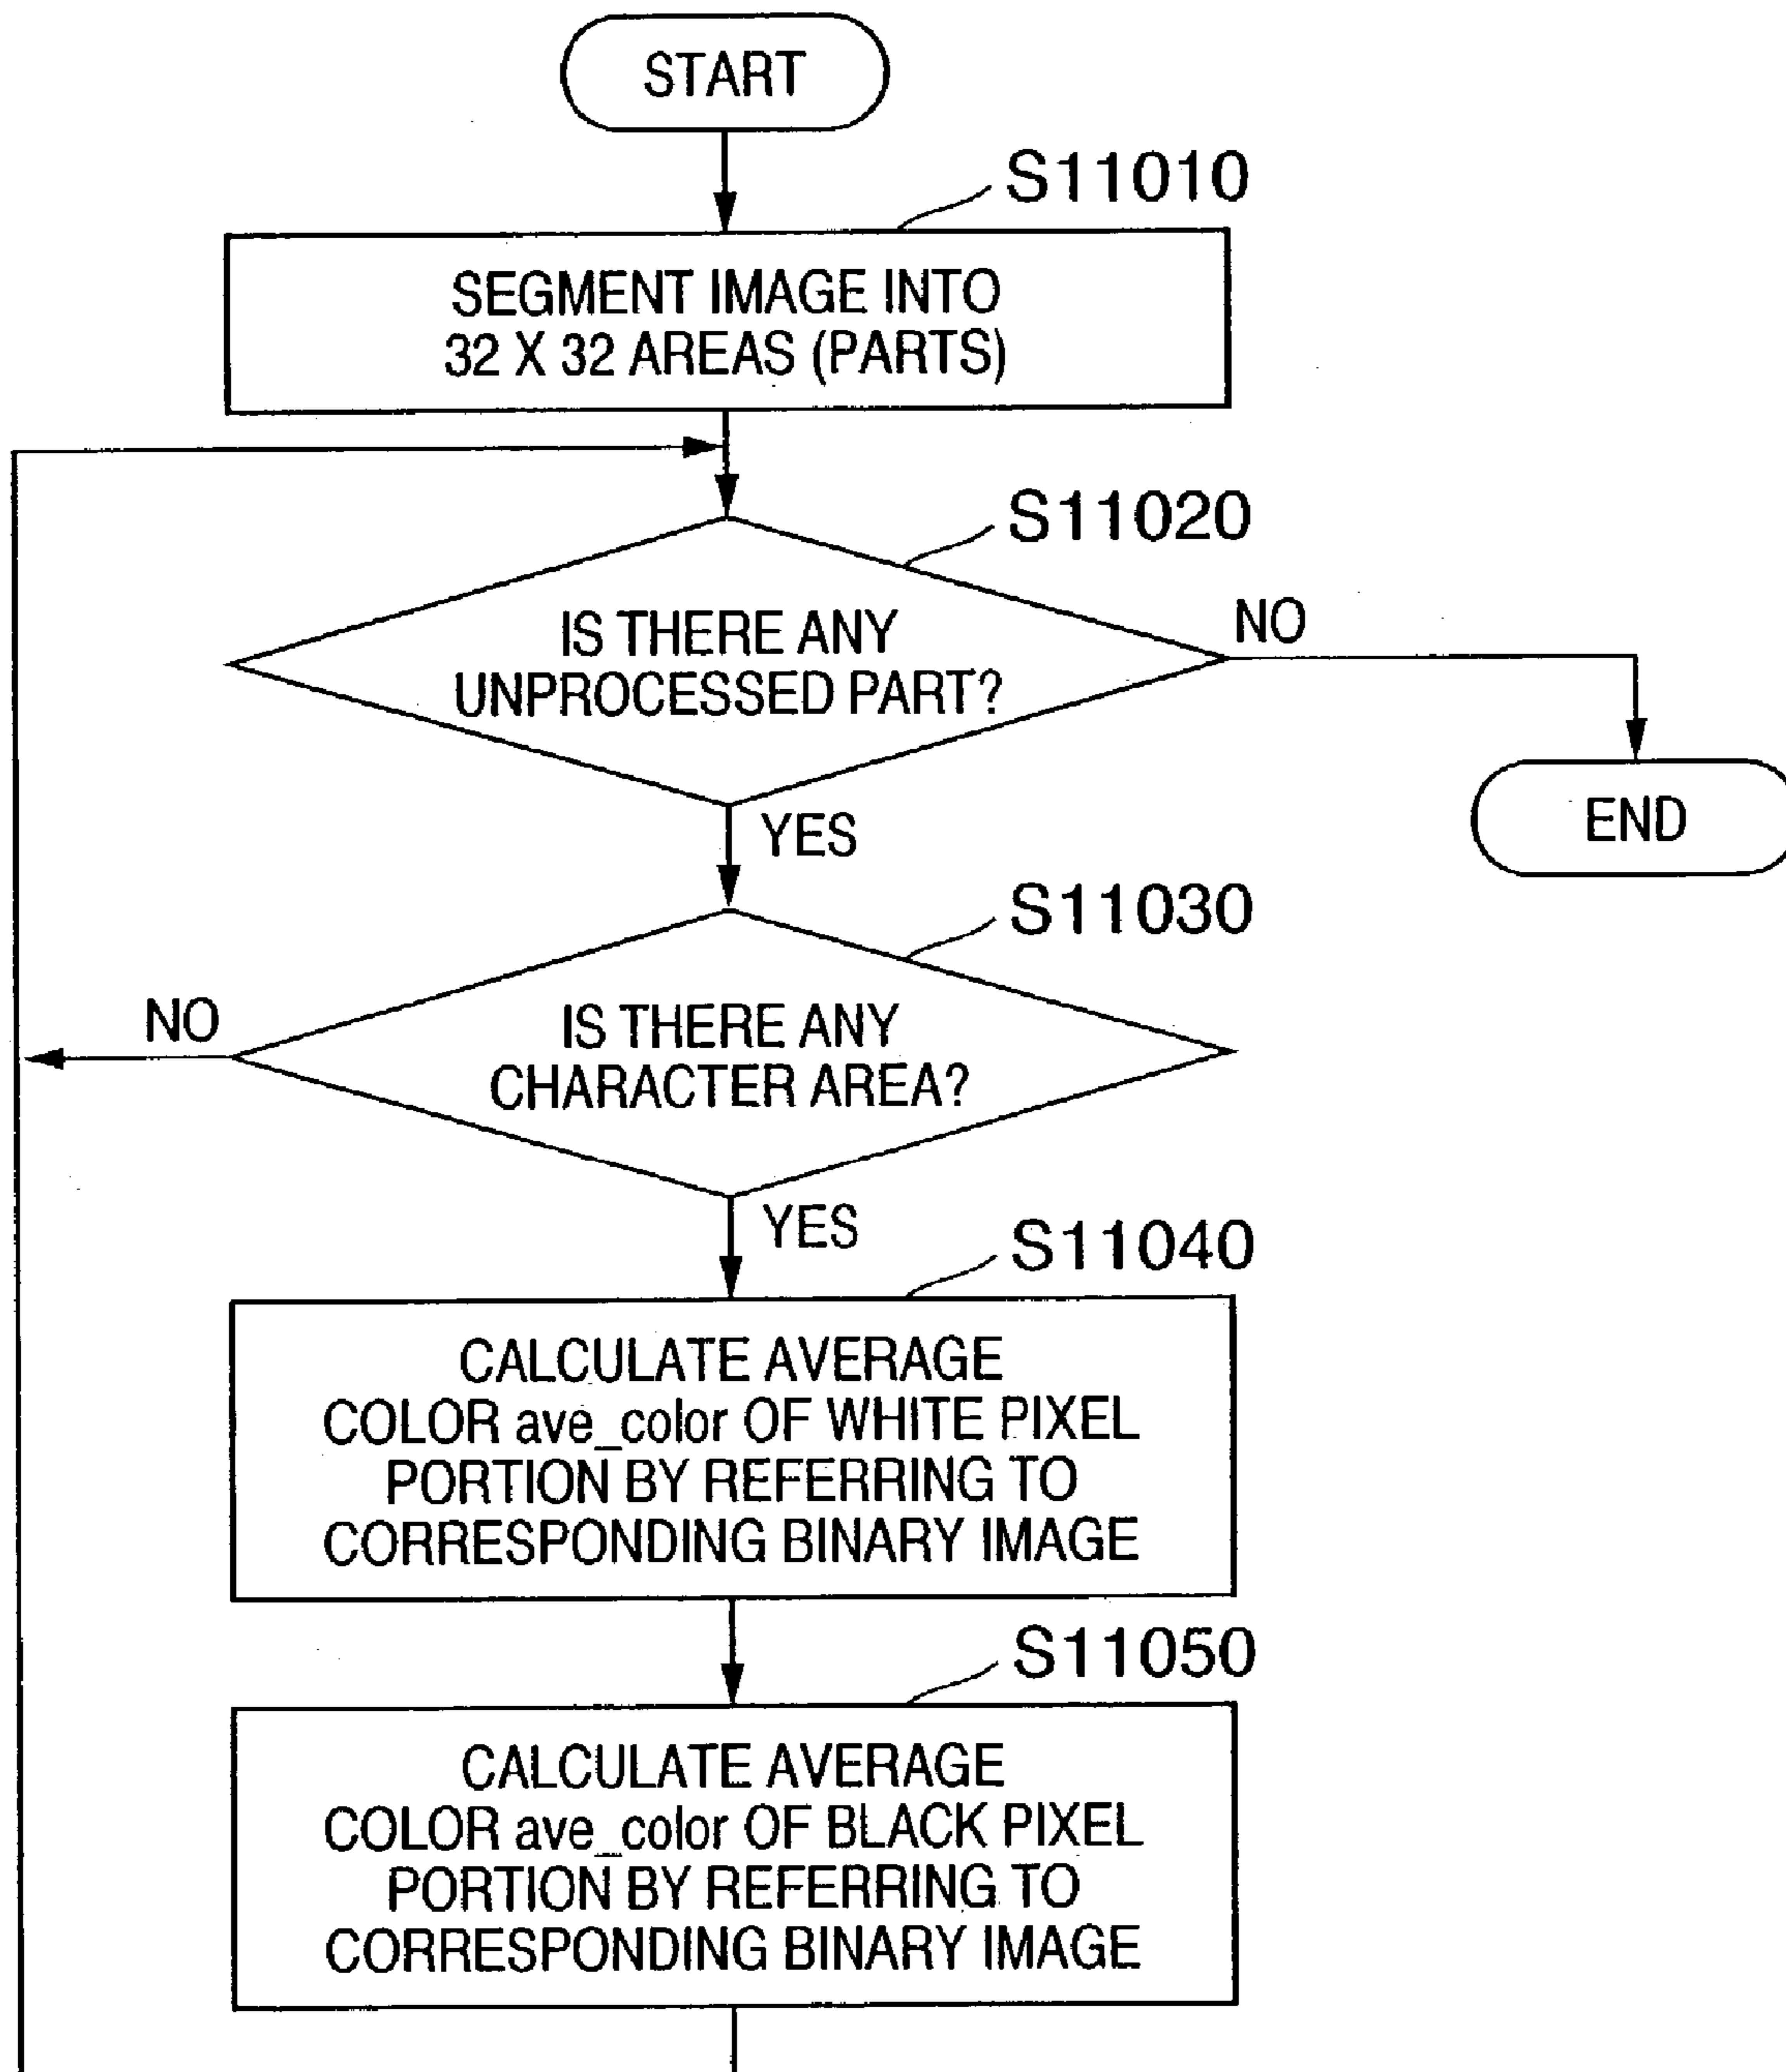 START
S11010
SEGMENT IMAGE INTO
32 X 32 AREAS (PARTS)
S11020
IS THERE ANY
UNPROCESSED PART?
NO
END
YES
S11030
IS THERE ANY
CHARACTER AREA?
NO
YES
S11040
CALCULATE AVERAGE
COLOR ave_color OF WHITE PIXEL
PORTION BY REFERRING TO
CORRESPONDING BINARY IMAGE
S11050
CALCULATE AVERAGE
COLOR ave_color OF BLACK PIXEL
PORTION BY REFERRING TO
CORRESPONDING BINARY IMAGE